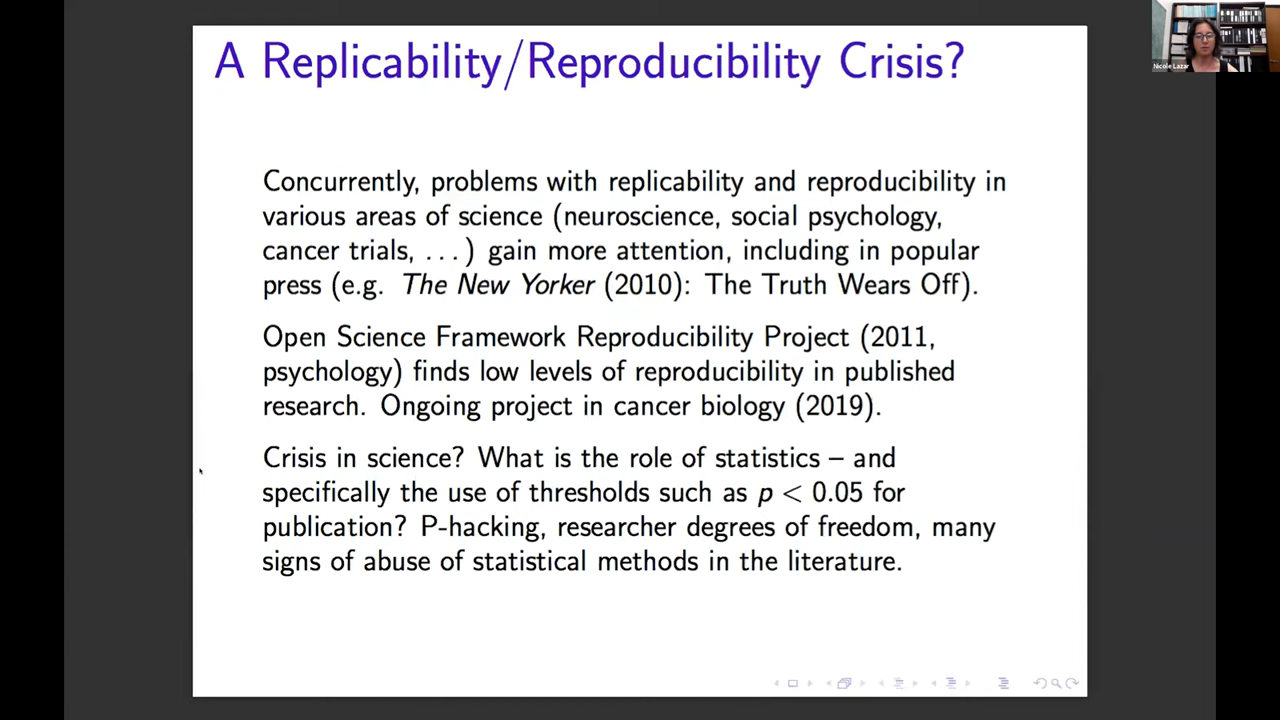 A Replicability/Reproducibility Crisis?
Nicole Lazar
Concurrently, problems with replicability and reproducibility in
various areas of science (neuroscience, social psychology,
cancer trials, ...) gain more attention, including in popular
press (e.g. The New Yorker (2010): The Truth Wears Off).
Open Science Framework Reproducibility Project (2011,
psychology) finds low levels of reproducibility in published
research. Ongoing project in cancer biology (2019).
Crisis in science? What is the role of statistics – and
specifically the use of thresholds such as p < 0.05 for
publication? P-hacking, researcher degrees of freedom, many
signs of abuse of statistical methods in the literature.